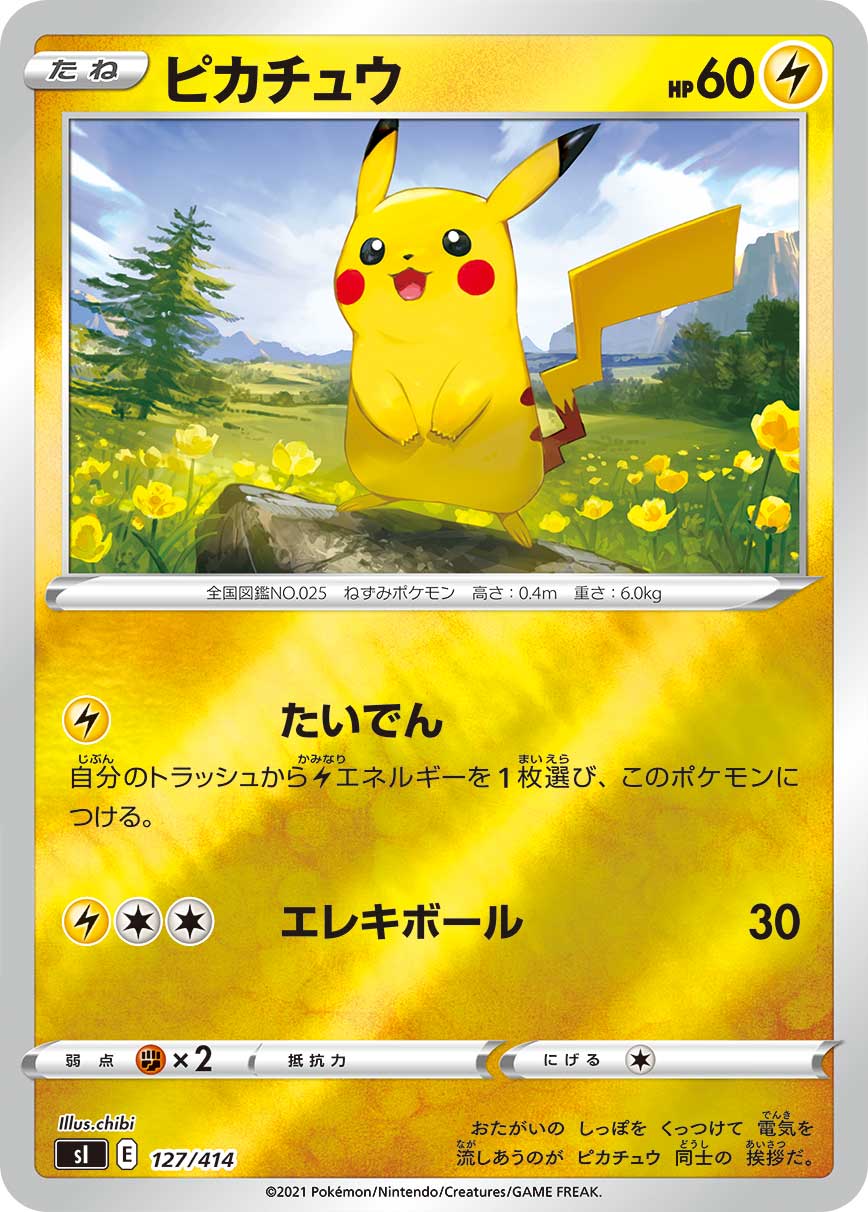 たね ピカチュウ HP60
全国図鑑NO.025 ねずみポケモン 高さ:0.4m 重さ:6.0kg
たいでん
自分のトラッシュからエネルギーを1枚選び、このポケモンに
つける。
エレキボール 30
弱点 ×2 抵抗力 にげる
Illus.chibi
おたがいの しっぽを くっつけて 電気を
流しあうのが ピカチュウ 同士の 挨拶だ。
sI E 127/414
©2021 Pokémon/Nintendo/Creatures/GAME FREAK.